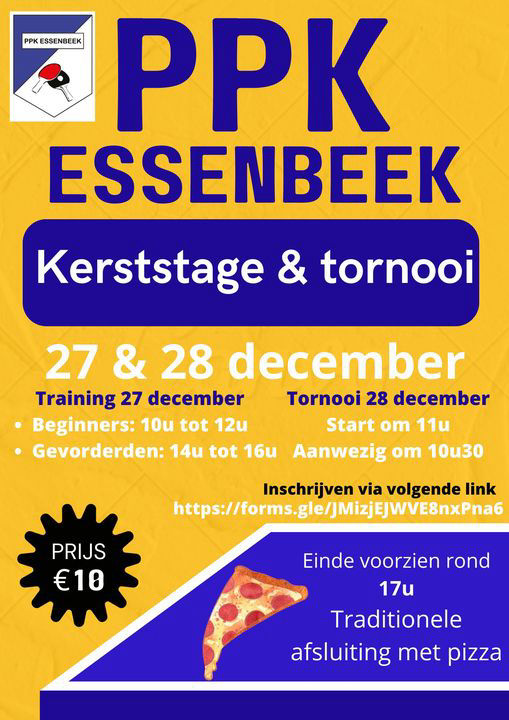 PPK ESSENBEEK
PPK
ESSENBEEK
Kerststage & tornooi
27 & 28 december
Training 27 december
• Beginners: 10u tot 12u
• Gevorderden: 14u tot 16u
Tornooi 28 december
Start om 11u
Aanwezig om 10u30
Inschrijven via volgende link
https://forms.gle/JMizjEJWVE8nxPna6
PRIJS
€10
Einde voorzien rond
17u
Traditionele
afsluiting met pizza